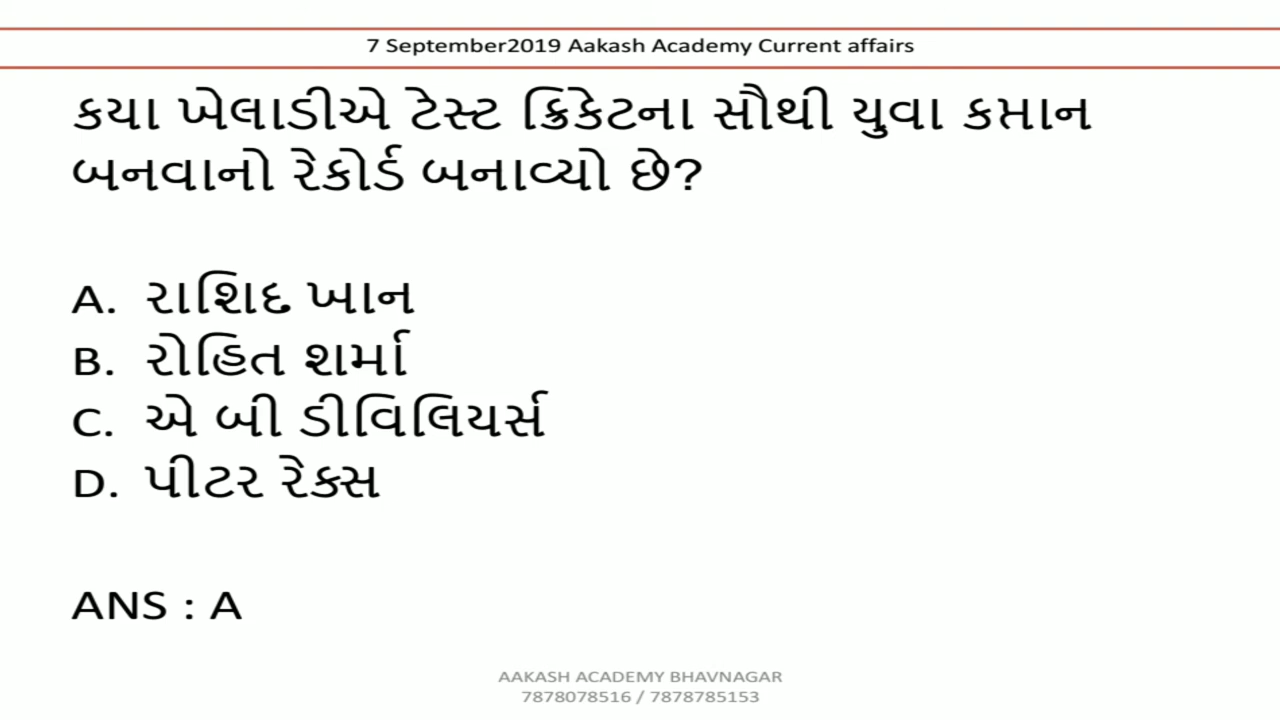 7 September2019 Aakash Academy Current affairs
કયા ખેલાડીએ ટેસ્ટ ક્રિકેટના સૌથી યુવા કપ્તાન
બનવાનો રેકોર્ડ બનાવ્યો છે?
A. રાશિદ ખાન
B. રોહિત શર્મા
C. એ બી ડીવિલિયર્સ
D. પીટર રેક્સ
ANS : A
AAKASH ACADEMY BHAVNAGAR
7878078516 / 7878785153